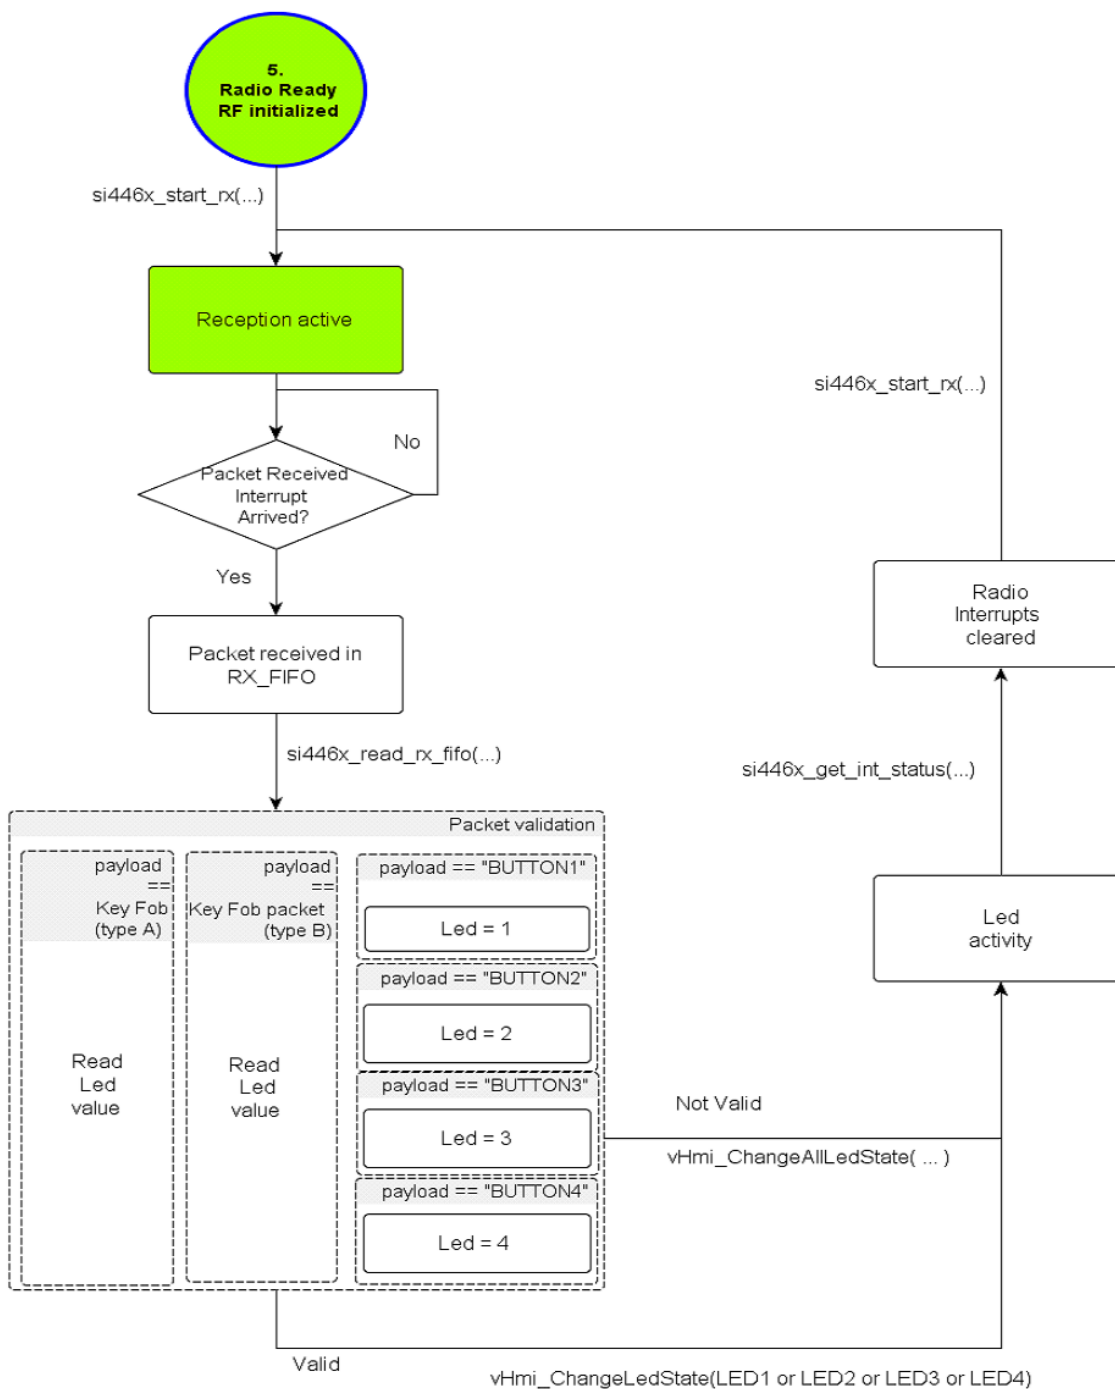 5.
Radio Ready
RF initialized
si446x_start_rx(...)
Reception active
si446x_start_rx(...)
No
Packet Received
Interrupt
Arrived?
Yes
Radio
Interrupts
cleared
Packet received in
RX_FIFO
si446x_read_rx_fifo(...)
si446x_get_int_status(...)
Packet validation
payload
==
Key Fob
(type A)
payload
==
Key Fob packet
(type B)
payload == "BUTTON1"
Led = 1
Led
activity
payload == "BUTTON2"
Led = 2
Read
Led
value
Read
Led
value
payload == "BUTTON3"
Led = 3
Not Valid
vHmi_ChangeAllLedState( ... )
payload == "BUTTON4"
Led = 4
Valid
vHmi_ChangeLedState(LED1 or LED2 or LED3 or LED4)